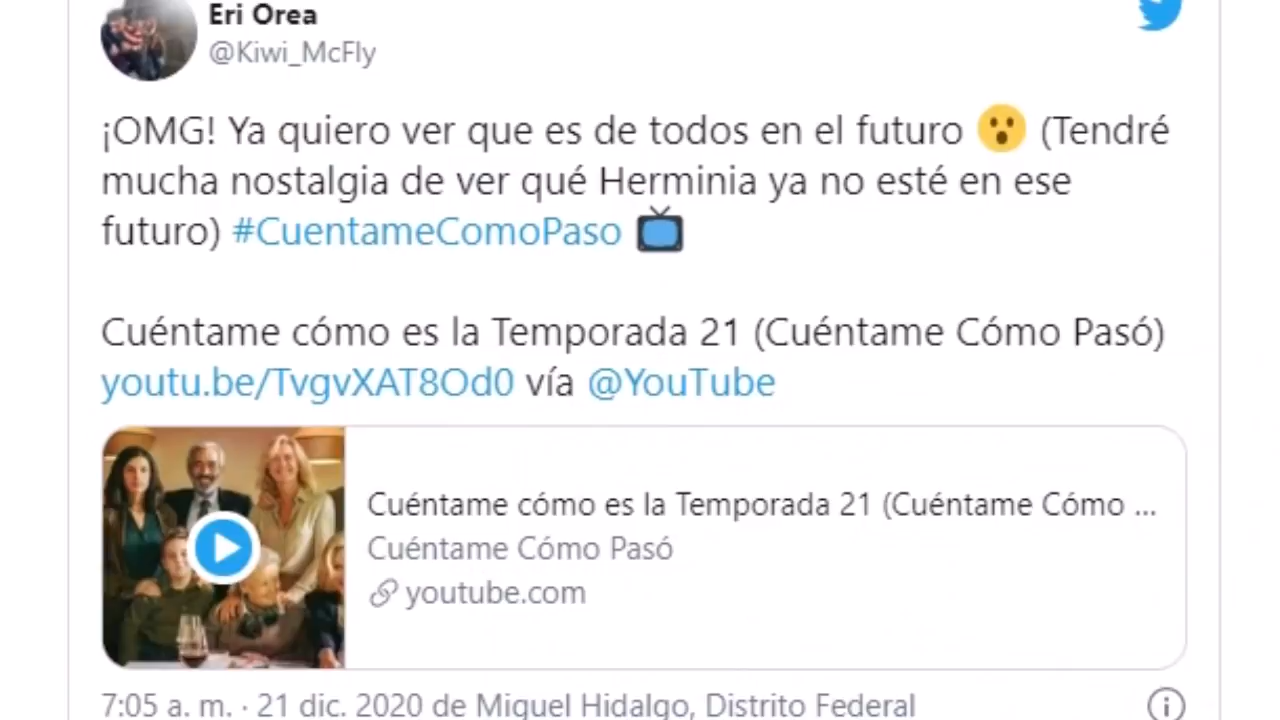 Eri Orea
@Kiwi_McFly
¡OMG! Ya quiero ver que es de todos en el futuro 😮 (Tendré
mucha nostalgia de ver qué Herminia ya no esté en ese
futuro) #CuentameComoPaso 📺
Cuéntame cómo es la Temporada 21 (Cuéntame Cómo Pasó)
youtu.be/TvgvXAT8Od0 vía @YouTube
Cuéntame cómo es la Temporada 21 (Cuéntame Cómo ...
Cuéntame Cómo Pasó
youtube.com
7:05 a. m. · 21 dic. 2020 de Miguel Hidalgo, Distrito Federal